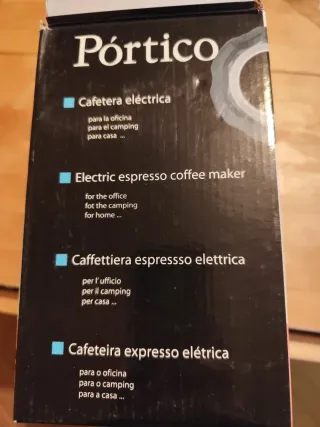 Pórtico
Cafetera eléctrica
para la oficina
para el camping
para casa ...
Electric espresso coffee maker
for the office
fot the camping
for home ...
Caffettiera espressso elettrica
per l' ufficio
per il camping
per casa ...
Cafeteira expresso elétrica
para o oficina
para o camping
para a casa ...